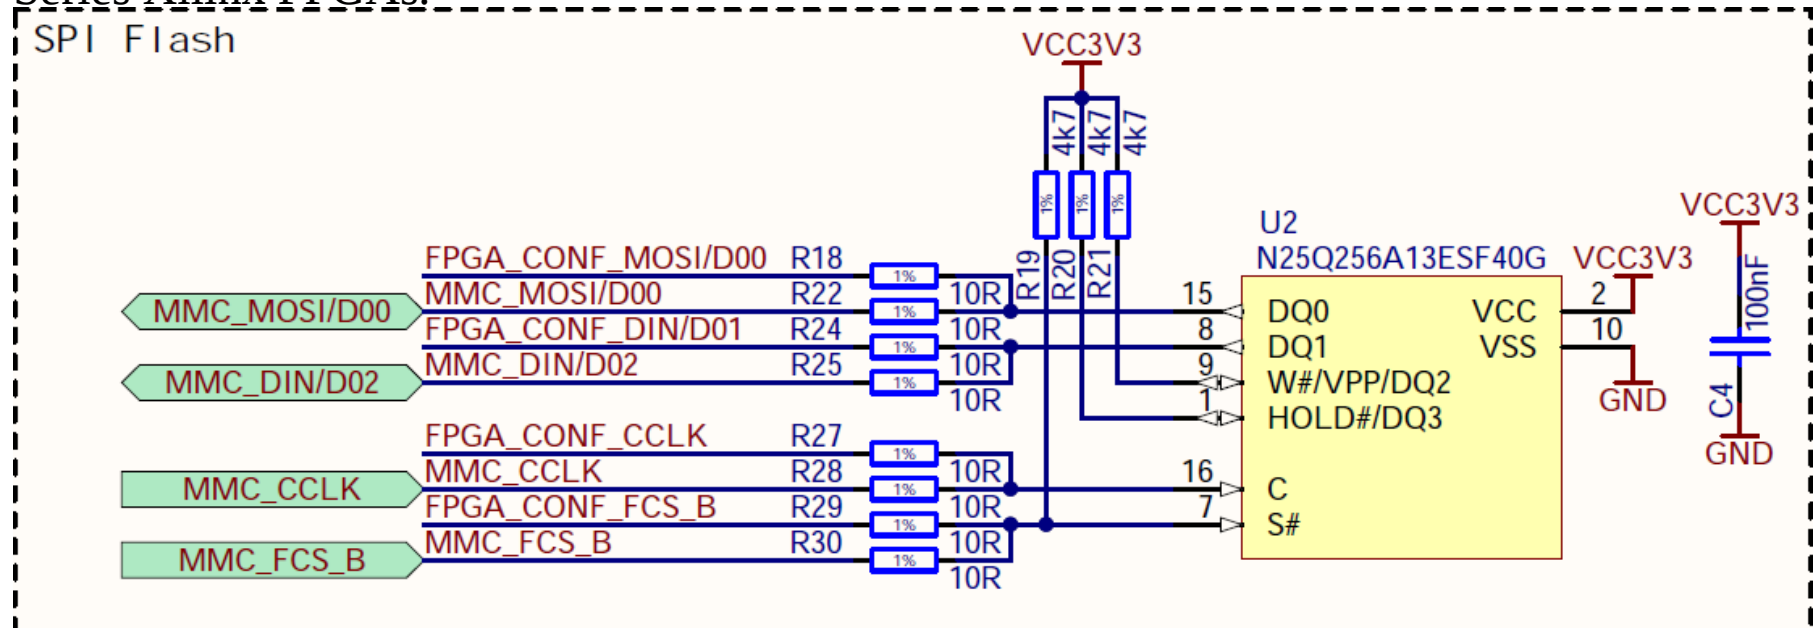 Series Xilinx FPGAs.
SPI Flash
VCC3V3
4k7 4k7 4k7
1% 1% 1%
R19 R20 R21
VCC3V3
100nF
C4
GND
U2
N25Q256A13ESF40G
VCC3V3
FPGA_CONF_MOSI/D00 R18 1% 10R
MMC_MOSI/D00 MMC_MOSI/D00 R22 1% 10R 15 DQ0 VCC 2
FPGA_CONF_DIN/D01 R24 1% 10R 8 DQ1 VSS 10
MMC_DIN/D02 MMC_DIN/D02 R25 1% 10R 9 W#/VPP/DQ2
GND
1 HOLD#/DQ3
FPGA_CONF_CCLK R27 1% 10R
MMC_CCLK MMC_CCLK R28 1% 10R 16 C
FPGA_CONF_FCS_B R29 1% 10R 7 S#
MMC_FCS_B MMC_FCS_B R30 1% 10R